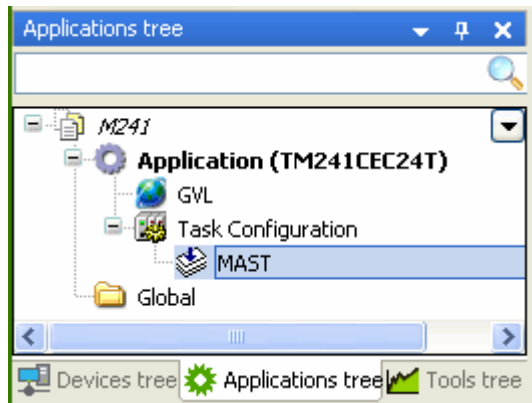 Applications tree
M241
Application (TM241CEC24T)
GVL
Task Configuration
MAST
Global
Devices tree Applications tree Tools tree